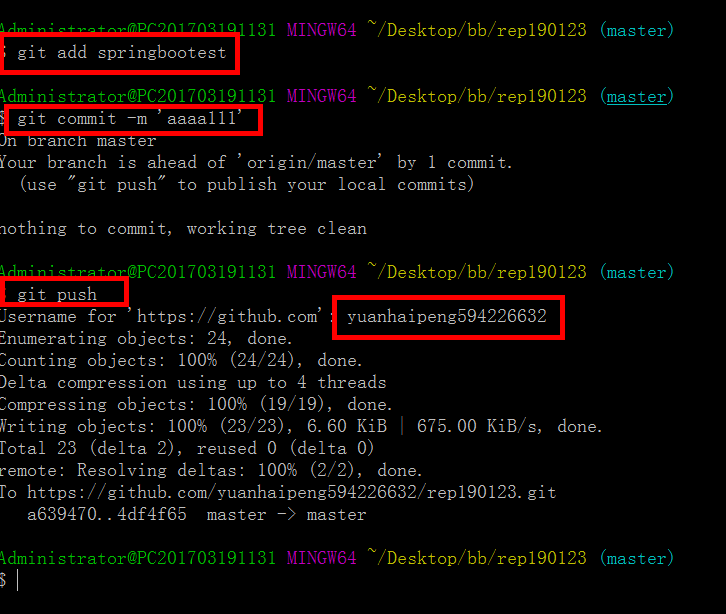 Administrator@PC201703191131 MINGW64 ~/Desktop/bb/rep190123 (master)
$ git add springbootest
Administrator@PC201703191131 MINGW64 ~/Desktop/bb/rep190123 (master)
$ git commit -m 'aaaa111'
On branch master
Your branch is ahead of 'origin/master' by 1 commit.
(use "git push" to publish your local commits)
nothing to commit, working tree clean
Administrator@PC201703191131 MINGW64 ~/Desktop/bb/rep190123 (master)
git push
Username for 'https://github.com': yuanhaipeng594226632
Enumerating objects: 24, done.
Counting objects: 100% (24/24), done.
Delta compression using up to 4 threads
Compressing objects: 100% (19/19), done.
Writing objects: 100% (23/23), 6.60 KiB | 675.00 KiB/s, done.
Total 23 (delta 2), reused 0 (delta 0)
remote: Resolving deltas: 100% (2/2), done.
To https://github.com/yuanhaipeng594226632/rep190123.git
a639470..4df4f65 master -> master
Administrator@PC201703191131 MINGW64 ~/Desktop/bb/rep190123 (master)
$